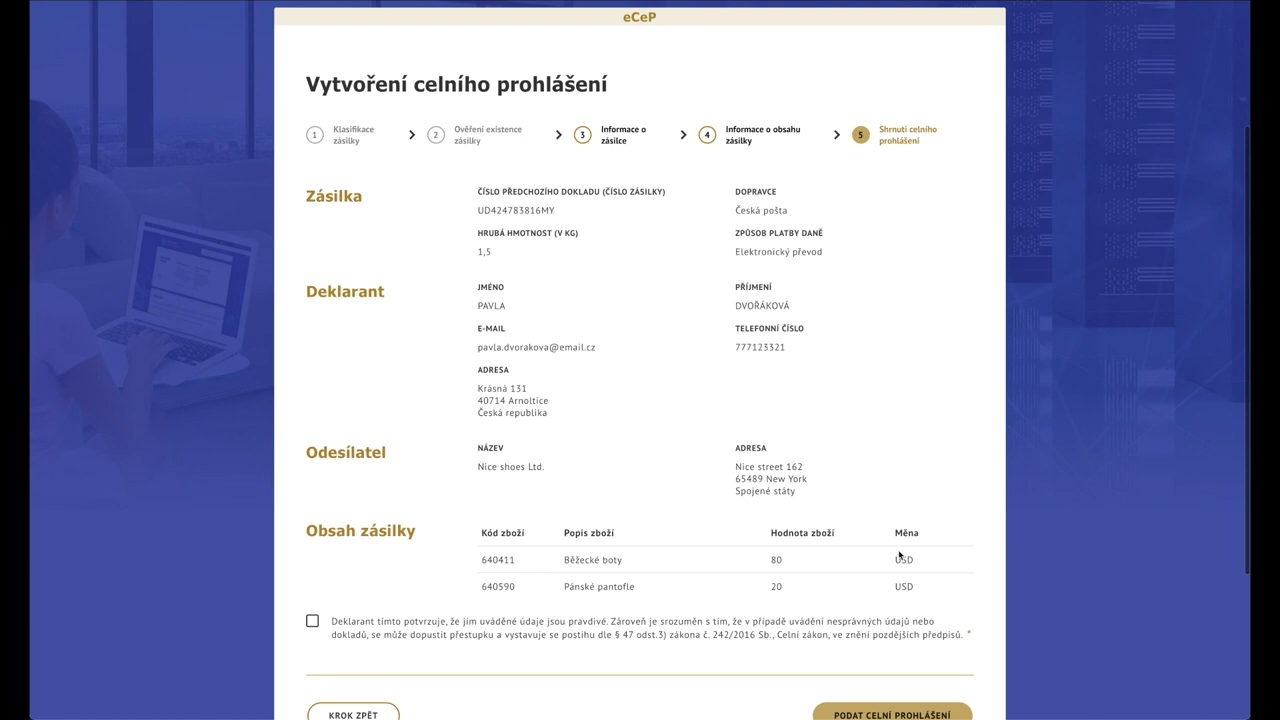 eCeP
Vytvoření celního prohlášení
1
Klasifikace
zásilky
2
Ověření existence
zásilky
3
Informace o
zásilce
4
Informace o obsahu
zásilky
5
Shrnutí celního
prohlášení
Zásilka
ČÍSLO PŘEDCHOZÍHO DOKLADU (ČÍSLO ZÁSILKY)
UD424783816MY
DOPRAVCE
Česká pošta
HRUBÁ HMOTNOST (V KG)
1,5
ZPŮSOB PLATBY DANĚ
Elektronický převod
Deklarant
JMÉNO
PAVLA
PŘÍJMENÍ
DVOŘÁKOVÁ
E-MAIL
pavla.dvorakova@email.cz
TELEFONNÍ ČÍSLO
777123321
ADRESA
Krásná 131
40714 Arnoltice
Česká republika
Odesílatel
NÁZEV
Nice shoes Ltd.
ADRESA
Nice street 162
65489 New York
Spojené státy
Obsah zásilky
Kód zboží Popis zboží Hodnota zboží Měna
640411 Běžecké boty 80 USD
640590 Pánské pantofle 20 USD
Deklarant tímto potvrzuje, že jím uváděné údaje jsou pravdivé. Zároveň je srozuměn s tím, že v případě uvádění nesprávných údajů nebo
dokladů, se může dopustit přestupku a vystavuje se postihu dle § 47 odst.3) zákona č. 242/2016 Sb., Celní zákon, ve znění pozdějších předpisů. *
KROK ZPĚT
PODAT CELNÍ PROHLÁŠENÍ